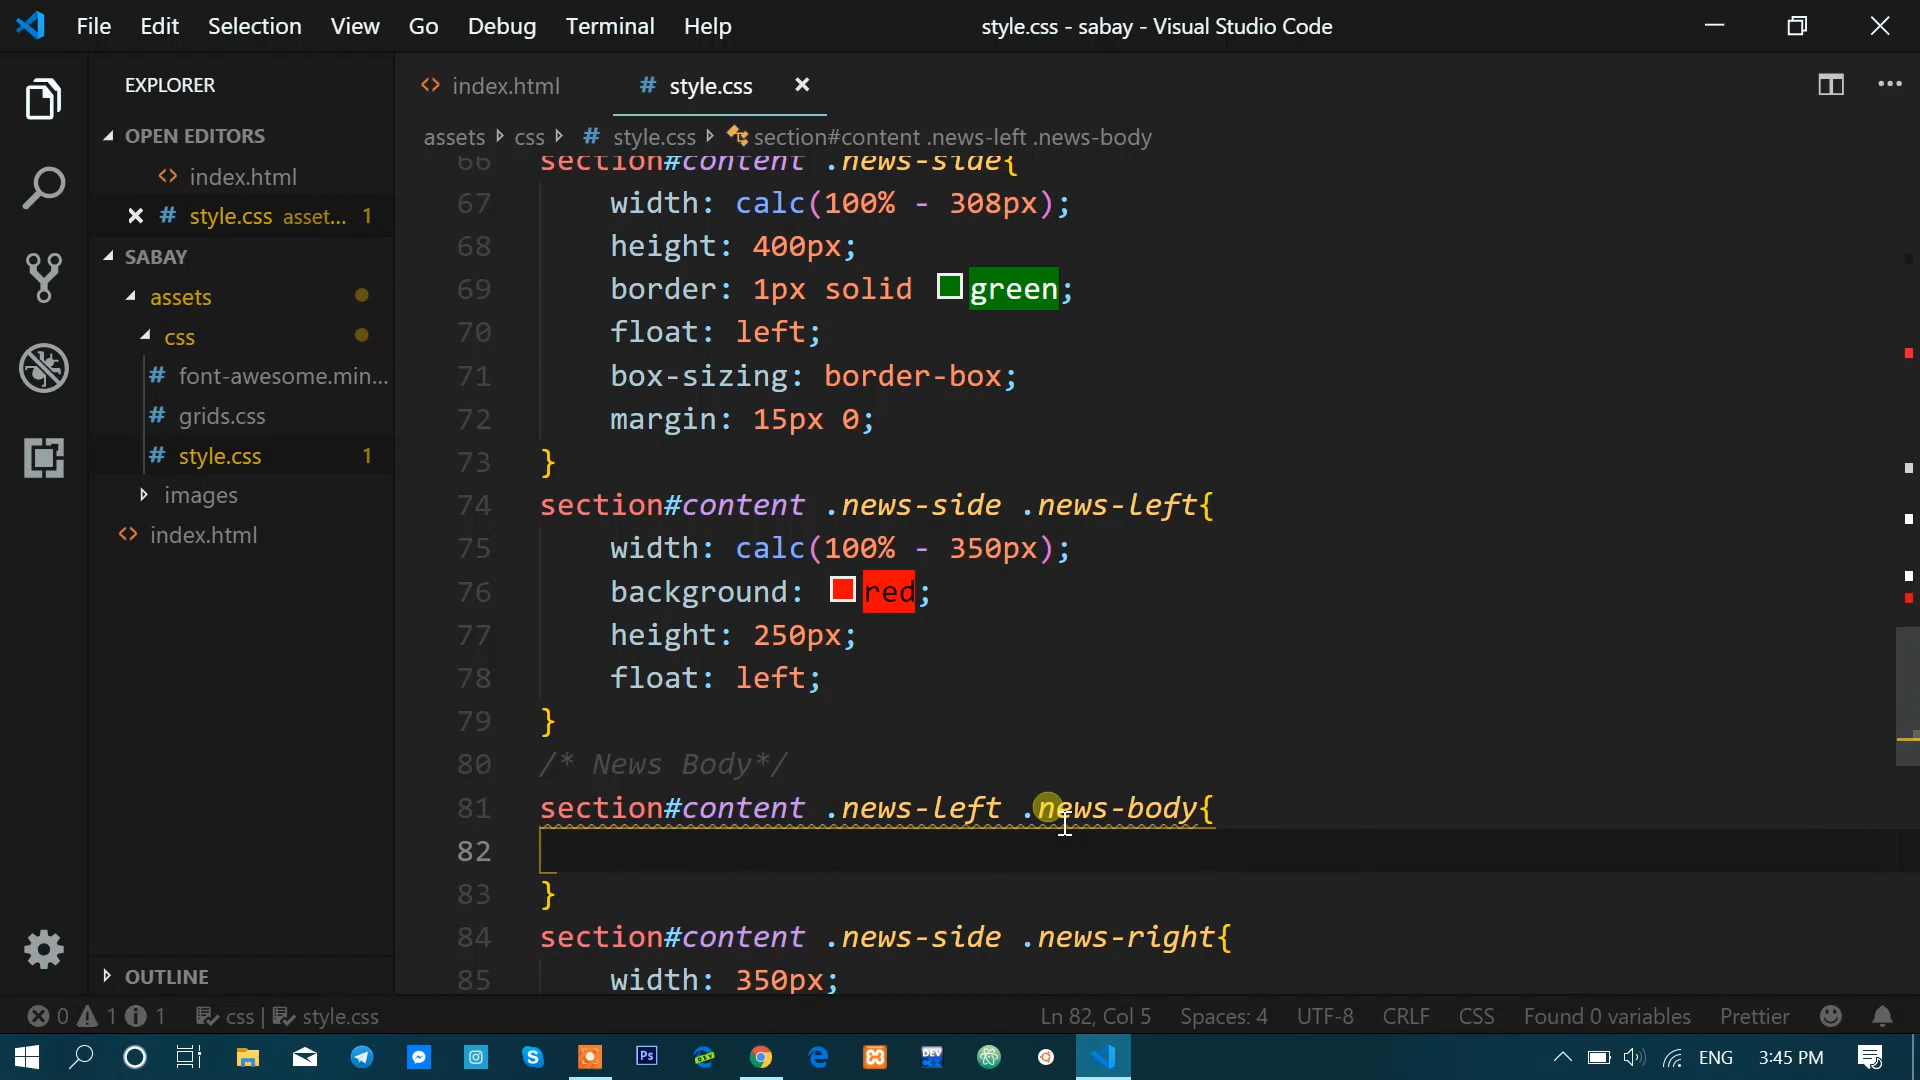 File Edit Selection View Go Debug Terminal Help
style.css - sabay - Visual Studio Code
EXPLORER
OPEN EDITORS
index.html
style.css asset... 1
SABAY
assets
css
font-awesome.min...
grids.css
style.css 1
images
index.html
OUTLINE
index.html
# style.css
assets css # style.css section#content .news-left .news-body
66 section#content .news-side{
67 width: calc(100% - 308px);
68 height: 400px;
69 border: 1px solid green;
70 float: left;
71 box-sizing: border-box;
72 margin: 15px 0;
73 }
74 section#content .news-side .news-left{
75 width: calc(100% - 350px);
76 background: red;
77 height: 250px;
78 float: left;
79 }
80 /* News Body*/
81 section#content .news-left .news-body{
82
83 }
84 section#content .news-side .news-right{
85 width: 350px;
0 1 1 css | style.css
Ln 82, Col 5 Spaces: 4 UTF-8 CRLF CSS Found 0 variables Prettier
Ps
DEV
ENG 3:45 PM